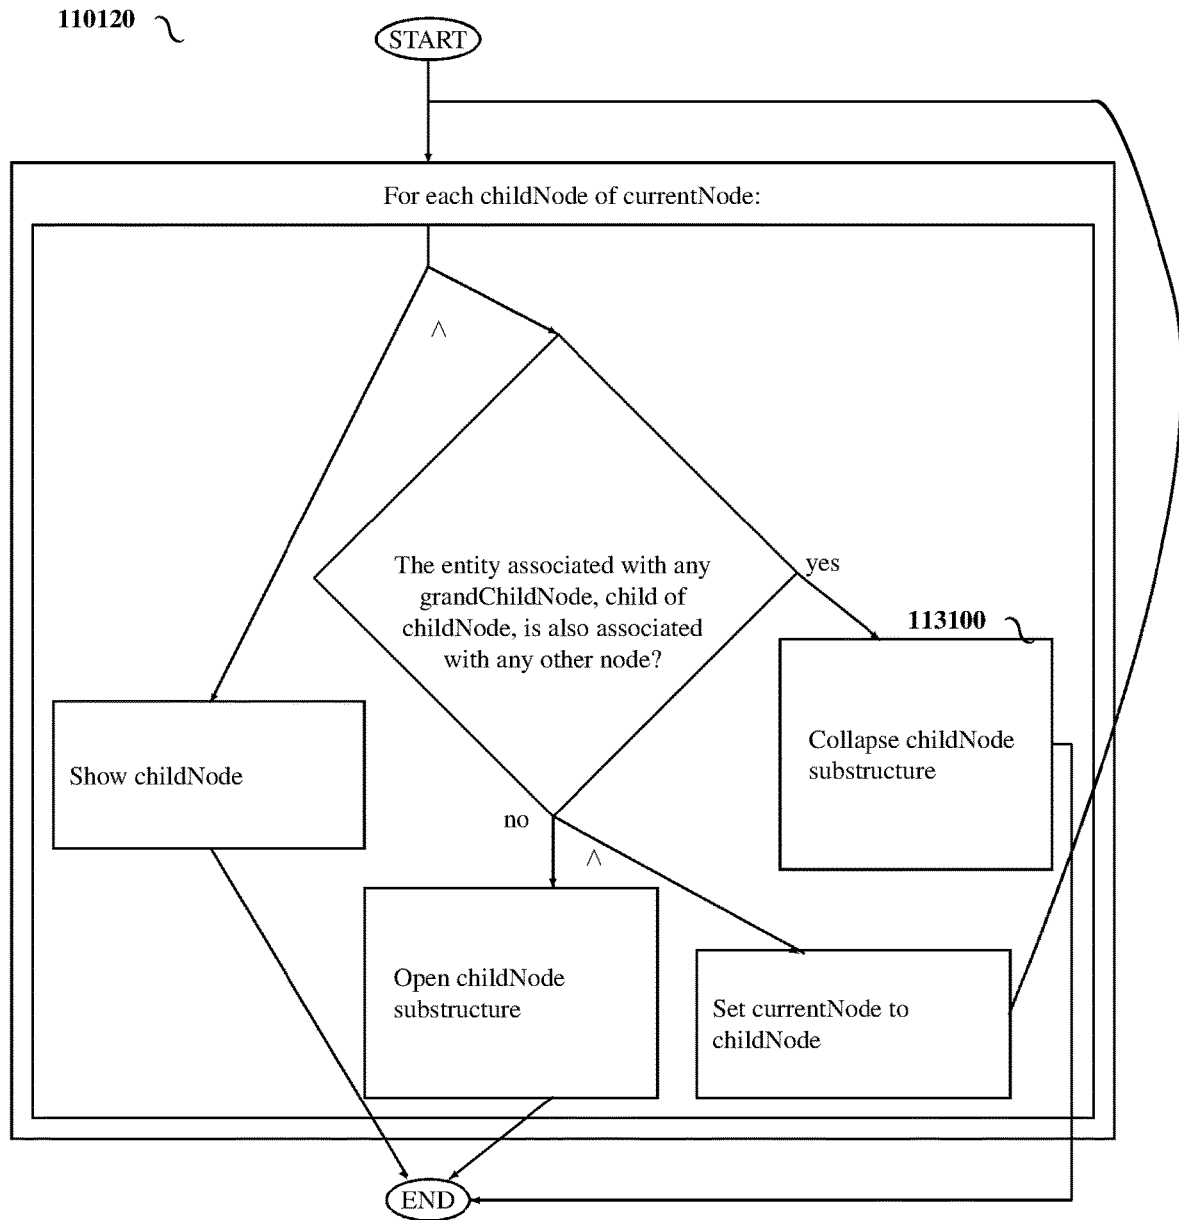 110120
START
For each childNode of currentNode:
^
The entity associated with any
grandChildNode, child of
childNode, is also associated
with any other node?
yes
113100
Collapse childNode
substructure
Show childNode
no
^
Open childNode
substructure
Set currentNode to
childNode
END